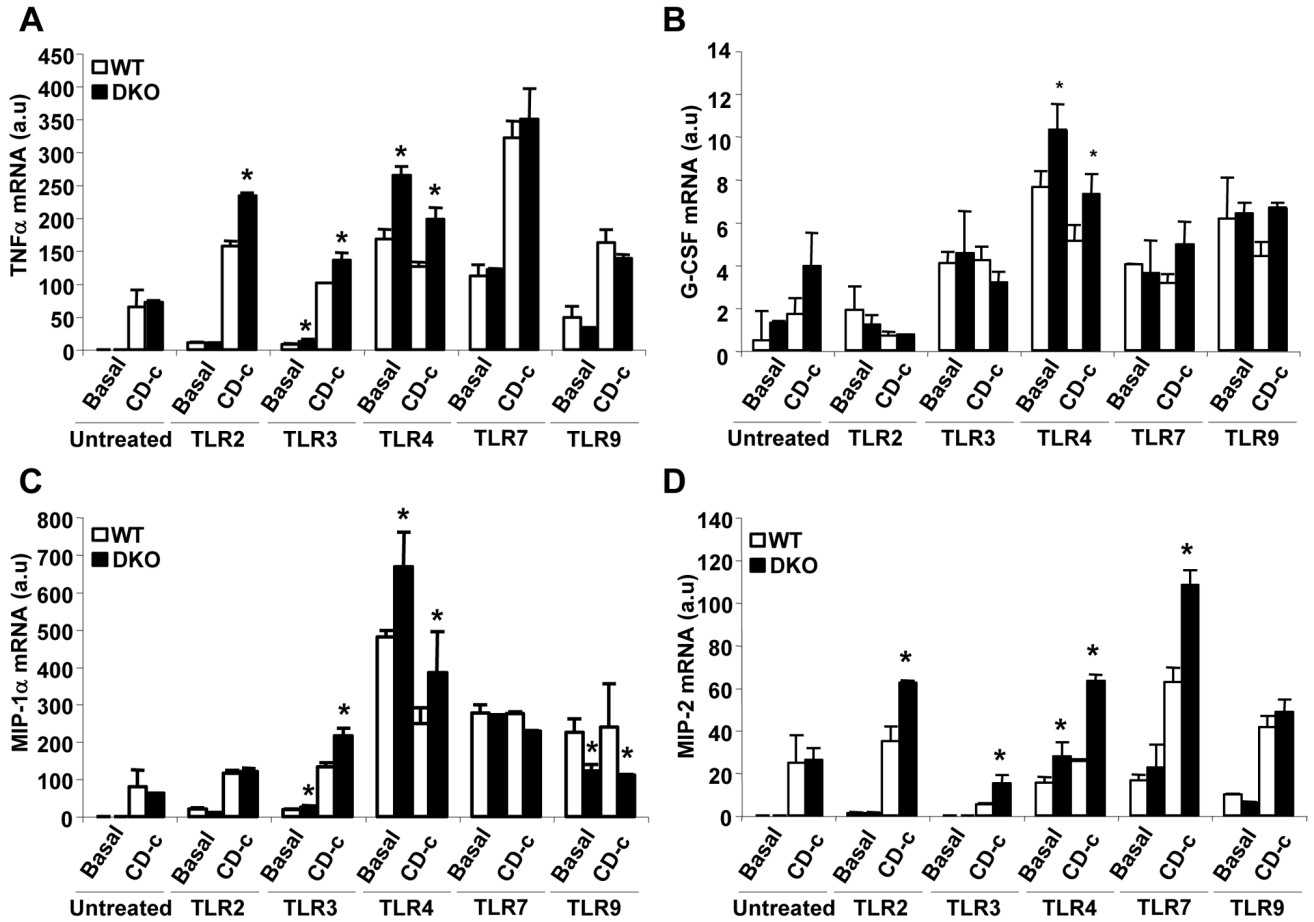 A
TNFα mRNA (a.u)
450
400
350
300
250
200
150
100
50
0
WT
DKO
* * * * *
Basal CD-c Basal CD-c Basal CD-c Basal CD-c Basal CD-c Basal CD-c
Untreated TLR2 TLR3 TLR4 TLR7 TLR9
B
G-CSF mRNA (a.u)
14
12
10
8
6
4
2
0
* *
Basal CD-c Basal CD-c Basal CD-c Basal CD-c Basal CD-c Basal CD-c
Untreated TLR2 TLR3 TLR4 TLR7 TLR9
C
MIP-1α mRNA (a.u)
800
700
600
500
400
300
200
100
0
WT
DKO
* * * * * *
Basal CD-c Basal CD-c Basal CD-c Basal CD-c Basal CD-c Basal CD-c
Untreated TLR2 TLR3 TLR4 TLR7 TLR9
D
MIP-2 mRNA (a.u)
140
120
100
80
60
40
20
0
WT
DKO
* * * * *
Basal CD-c Basal CD-c Basal CD-c Basal CD-c Basal CD-c Basal CD-c
Untreated TLR2 TLR3 TLR4 TLR7 TLR9